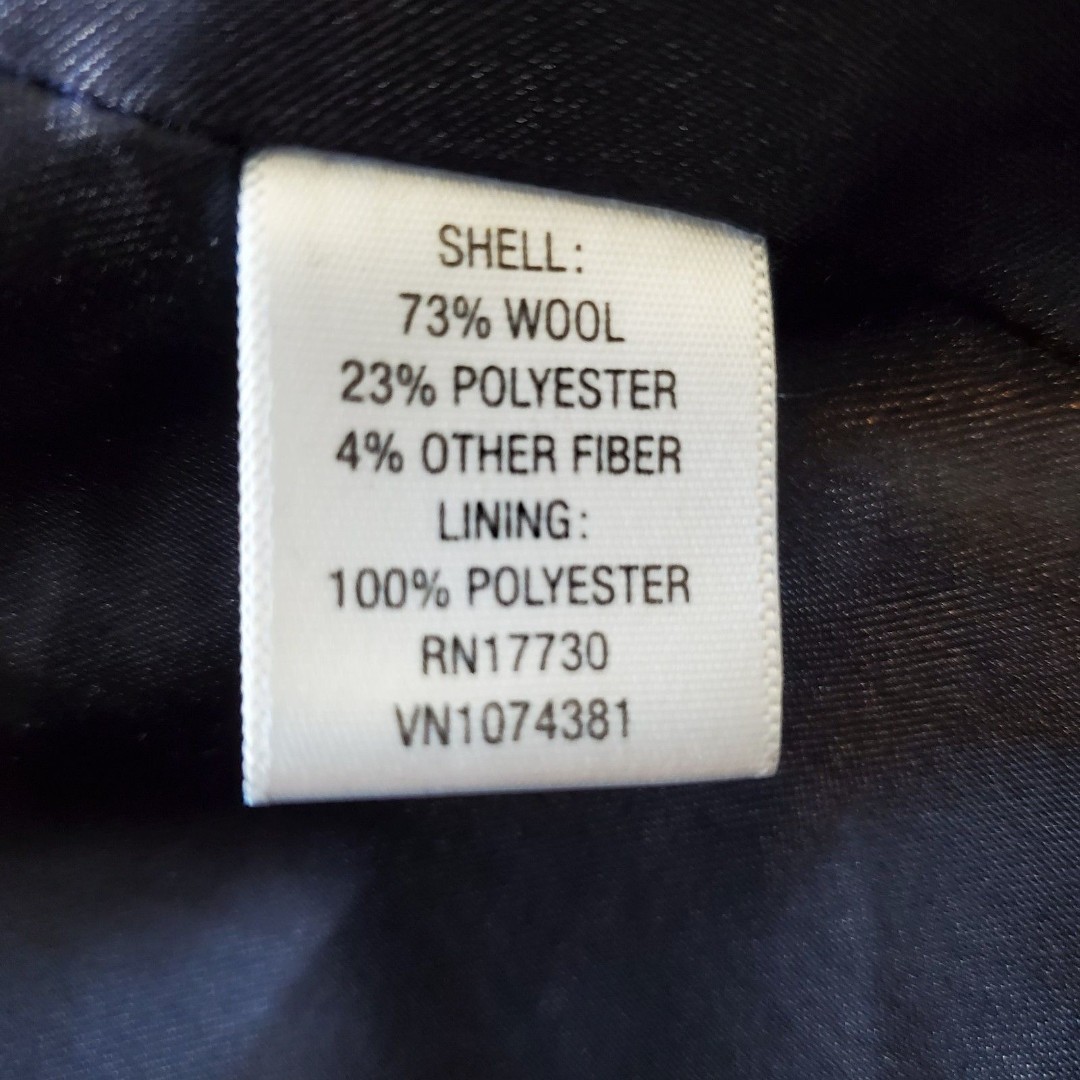 SHELL:
73% WOOL
23% POLYESTER
4% OTHER FIBER
LINING:
100% POLYESTER
RN17730
VN1074381